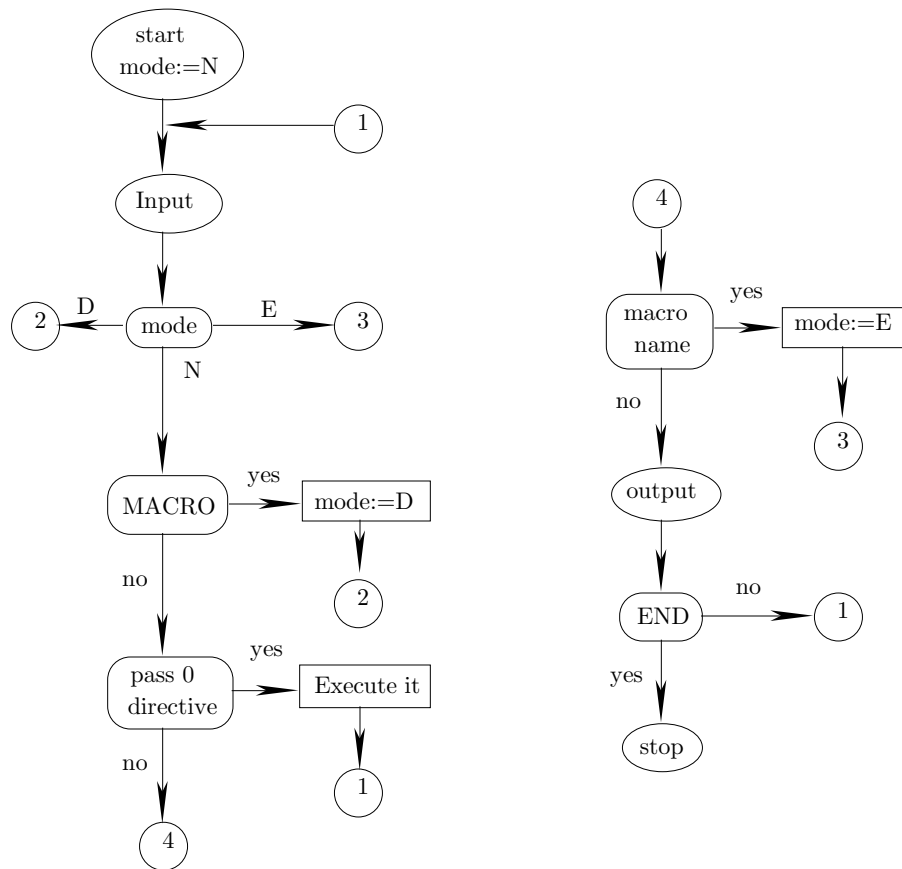 start
mode:=N
1
Input
2
D
mode
E
3
N
MACRO
yes
mode:=D
no
2
pass 0
directive
yes
Execute it
no
1
4
4
macro
name
yes
mode:=E
no
3
output
END
no
1
yes
stop